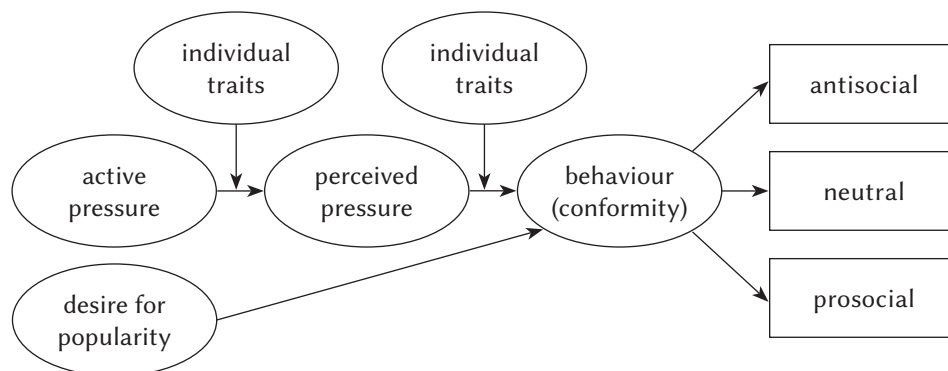 individual
traits
individual
traits
antisocial
active
pressure
perceived
pressure
behaviour
(conformity)
neutral
desire for
popularity
prosocial